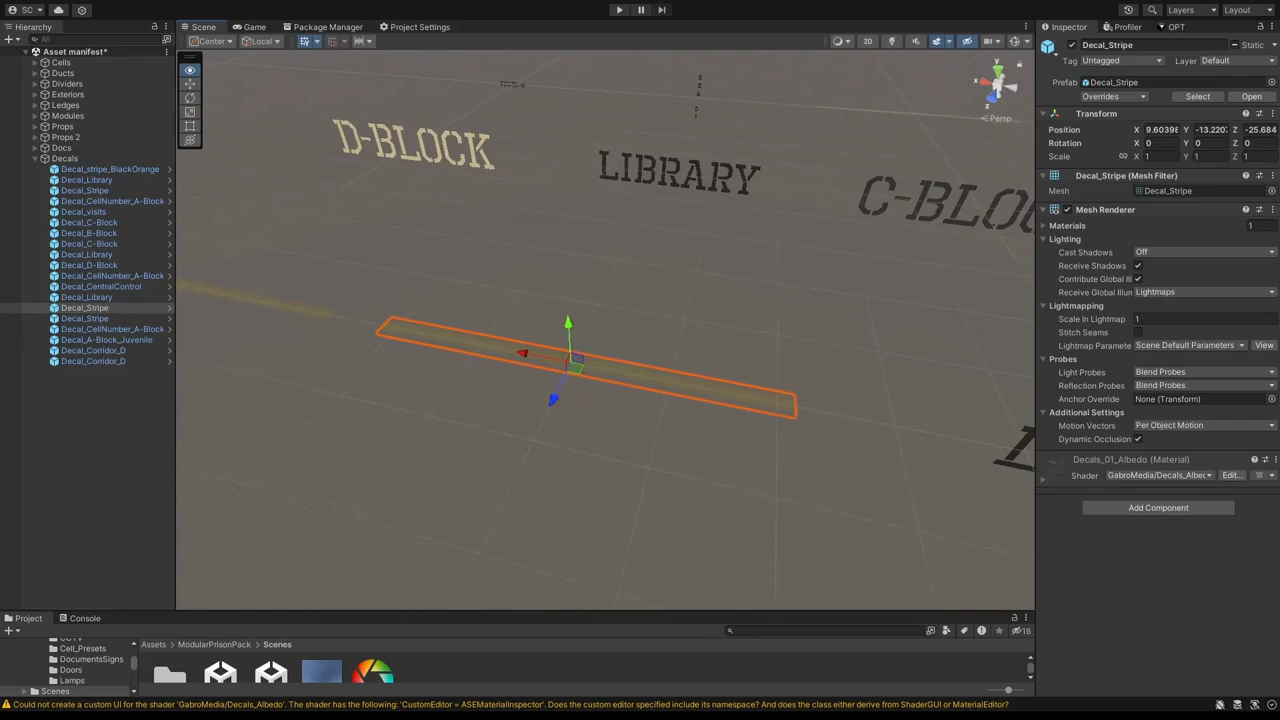 SC
Layers
Layout
Hierarchy
All
Asset manifest*
Cells
Ducts
Dividers
Exteriors
Ledges
Modules
Props
Props 2
Docs
Decals
Decal_stripe_BlackOrange
Decal_Library
Decal_Stripe
Decal_CellNumber_A-Block
Decal_visits
Decal_C-Block
Decal_B-Block
Decal_C-Block
Decal_Library
Decal_D-Block
Decal_CellNumber_A-Block
Decal_CentralControl
Decal_Library
Decal_Stripe
Decal_Stripe
Decal_CellNumber_A-Block
Decal_A-Block_Juvenile
Decal_Corridor_D
Decal_Corridor_D
Scene Game Package Manager Project Settings
Center Local 2D
y
x
z
Persp
D-BLOCK
LIBRARY
C-BLOC
Inspector Profiler OPT
Decal_Stripe Static
Tag Untagged Layer Default
Prefab Decal_Stripe
Overrides Select Open
Transform
Position X 9.60398 Y -13.2207 Z -25.684
Rotation X 0 Y 0 Z 0
Scale X 1 Y 1 Z 1
Decal_Stripe (Mesh Filter)
Mesh Decal_Stripe
Mesh Renderer
Materials 1
Lighting
Cast Shadows Off
Receive Shadows
Contribute Global I
Receive Global Illum Lightmaps
Lightmapping
Scale In Lightmap 1
Stitch Seams
Lightmap Paramete Scene Default Parameters View
Probes
Light Probes Blend Probes
Reflection Probes Blend Probes
Anchor Override None (Transform)
Additional Settings
Motion Vectors Per Object Motion
Dynamic Occlusion
Decals_01_Albedo (Material)
Shader GabroMedia/Decals_Albec Edit...
Add Component
Project Console
16
CCTV
Cell_Presets
DocumentsSigns
Doors
Lamps
Scenes
Assets ModularPrisonPack Scenes
Could not create a custom UI for the shader 'GabroMedia/Decals_Albedo'. The shader has the following: 'CustomEditor = ASEMaterialInspector'. Does the custom editor specified include its namespace? And does the class either derive from ShaderGUI or MaterialEditor?